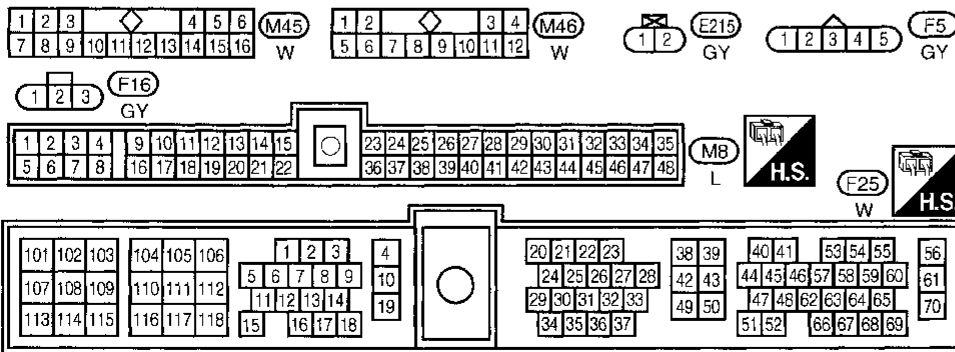 1 2 3 4 5 6 M45
7 8 9 10 11 12 13 14 15 16 W
1 2 3 4 M46
5 6 7 8 9 10 11 12 W
1 2 E215
GY
1 2 3 4 5 F5
GY
1 2 3 F16
GY
1 2 3 4 9 10 11 12 13 14 15 23 24 25 26 27 28 29 30 31 32 33 34 35 M8
5 6 7 8 16 17 18 19 20 21 22 36 37 38 39 40 41 42 43 44 45 46 47 48 L
H.S.
F25
W
H.S.
101 102 103 104 105 106
107 108 109 110 111 112
113 114 115 116 117 118
1 2 3 4
5 6 7 8 9 10
11 12 13 14 19
15 16 17 18
20 21 22 23
24 25 26 27 28
29 30 31 32 33
34 35 36 37
38 39
42 43
49 50
40 41 53 54 55 56
44 45 46 57 58 59 60 61
47 48 62 63 64 65 70
51 52 66 67 68 69